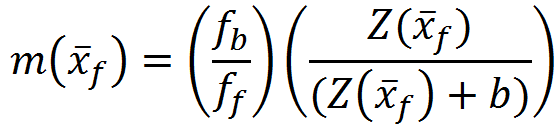 m(x̄_f) = (f_b / f_f) (Z(x̄_f) / (Z(x̄_f) + b))